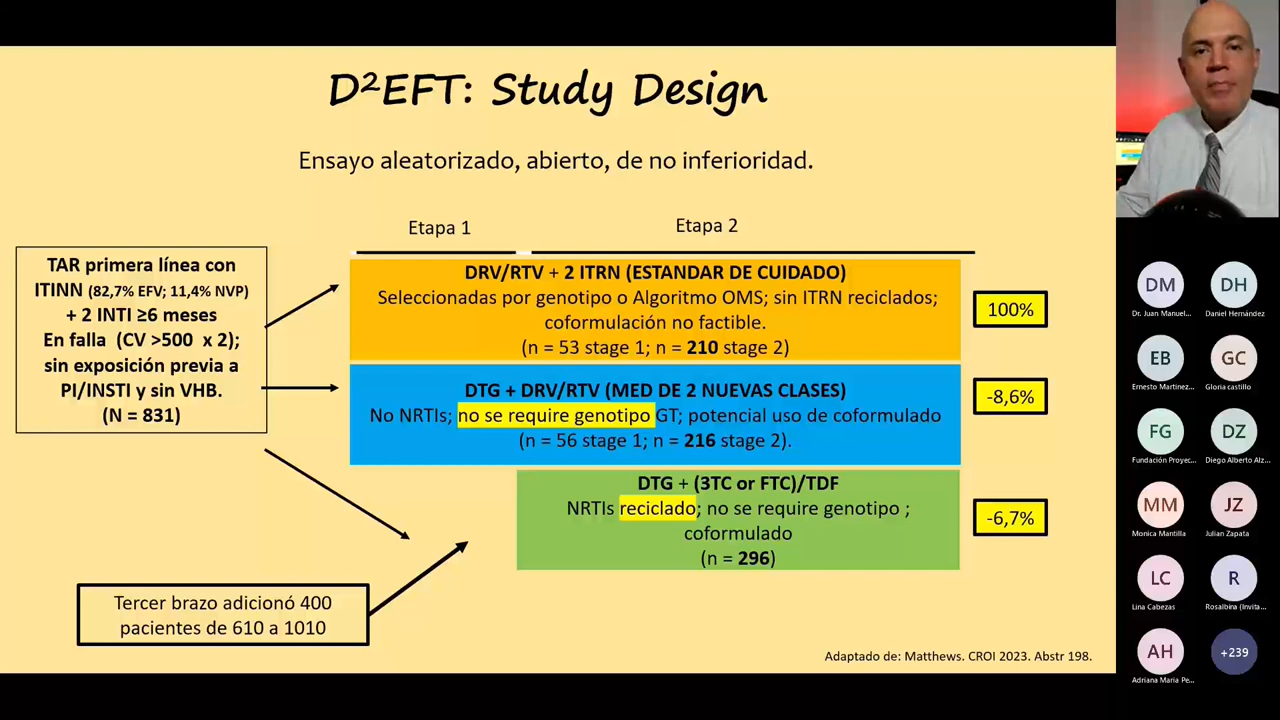 D²EFT: Study Design
Ensayo aleatorizado, abierto, de no inferioridad.
Etapa 1
Etapa 2
TAR primera línea con
ITINN (82,7% EFV; 11,4% NVP)
+ 2 INTI ≥6 meses
En falla (CV >500 x 2);
sin exposición previa a
PI/INSTI y sin VHB.
(N = 831)
DRV/RTV + 2 ITRN (ESTANDAR DE CUIDADO)
Seleccionadas por genotipo o Algoritmo OMS; sin ITRN reciclados;
coformulación no factible.
(n = 53 stage 1; n = 210 stage 2)
100%
DTG + DRV/RTV (MED DE 2 NUEVAS CLASES)
No NRTIs; no se require genotipo GT; potencial uso de coformulado
(n = 56 stage 1; n = 216 stage 2).
-8,6%
DTG + (3TC or FTC)/TDF
NRTIs reciclado; no se require genotipo ;
coformulado
(n = 296)
-6,7%
Tercer brazo adicionó 400
pacientes de 610 a 1010
Adaptado de: Matthews. CROI 2023. Abstr 198.
DM
Dr. Juan Manuel...
DH
Daniel Hernández
EB
Ernesto Martinez...
GC
Gloria castillo
FG
Fundación Proyec...
DZ
Diego Alberto Alz...
MM
Monica Mantilla
JZ
Julian Zapata
LC
Lina Cabezas
R
Rosalbina (Invita...
AH
Adriana Maria Pe...
+239